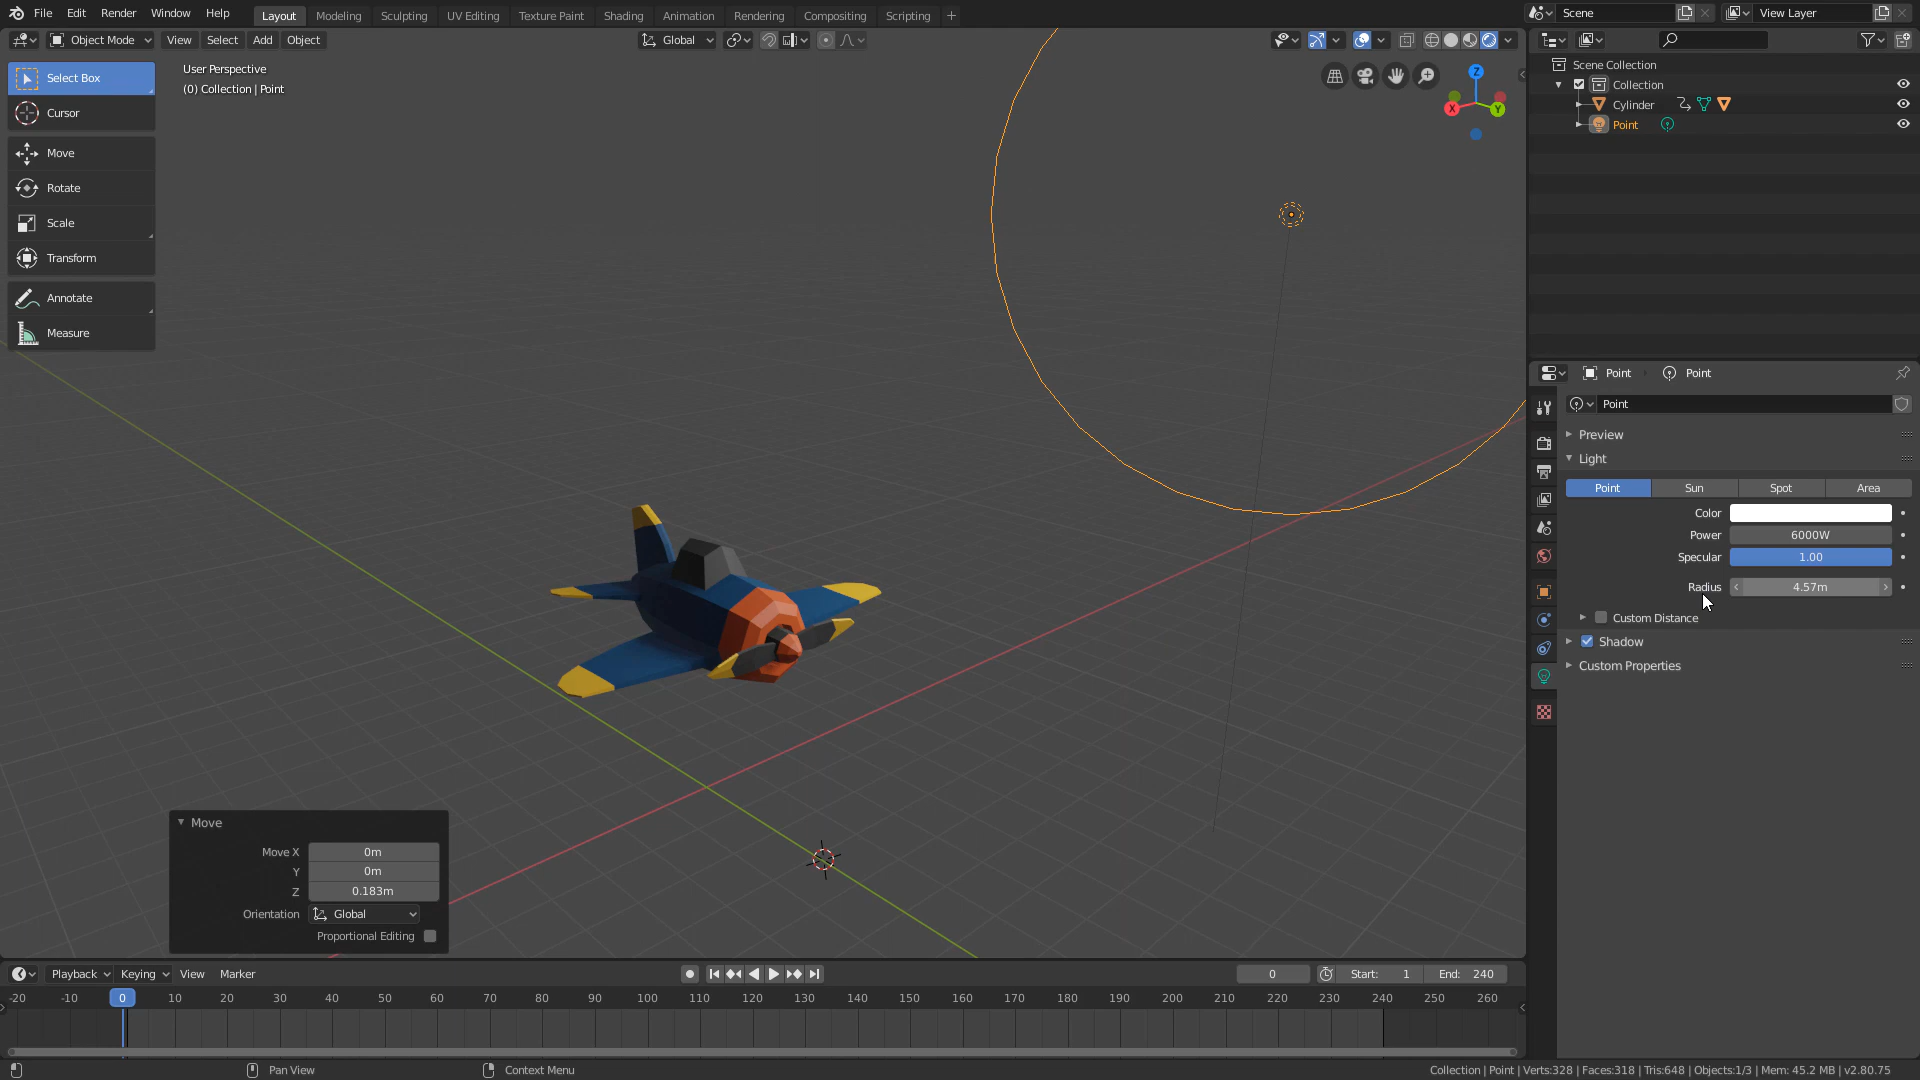 File Edit Render Window Help Layout Modeling Sculpting UV Editing Texture Paint Shading Animation Rendering Compositing Scripting Scene View Layer
Object Mode View Select Add Object Global
Select Box
Cursor
Move
Rotate
Scale
Transform
Annotate
Measure
User Perspective
(0) Collection | Point
Z
X
Y
Scene Collection
Collection
Cylinder
Point
Point Point
Point
Preview
Light
Point Sun Spot Area
Color
Power 6000W
Specular 1.00
Radius 4.57m
Custom Distance
Shadow
Custom Properties
Move
Move X 0m
Y 0m
Z 0.183m
Orientation Global
Proportional Editing
Playback Keying View Marker 0 Start: 1 End: 240
-20 -10 0 10 20 30 40 50 60 70 80 90 100 110 120 130 140 150 160 170 180 190 200 210 220 230 240 250 260
Pan View Context Menu Collection | Point | Verts:328 | Faces:318 | Tris:648 | Objects:1/3 | Mem: 45.2 MB | v2.80.75